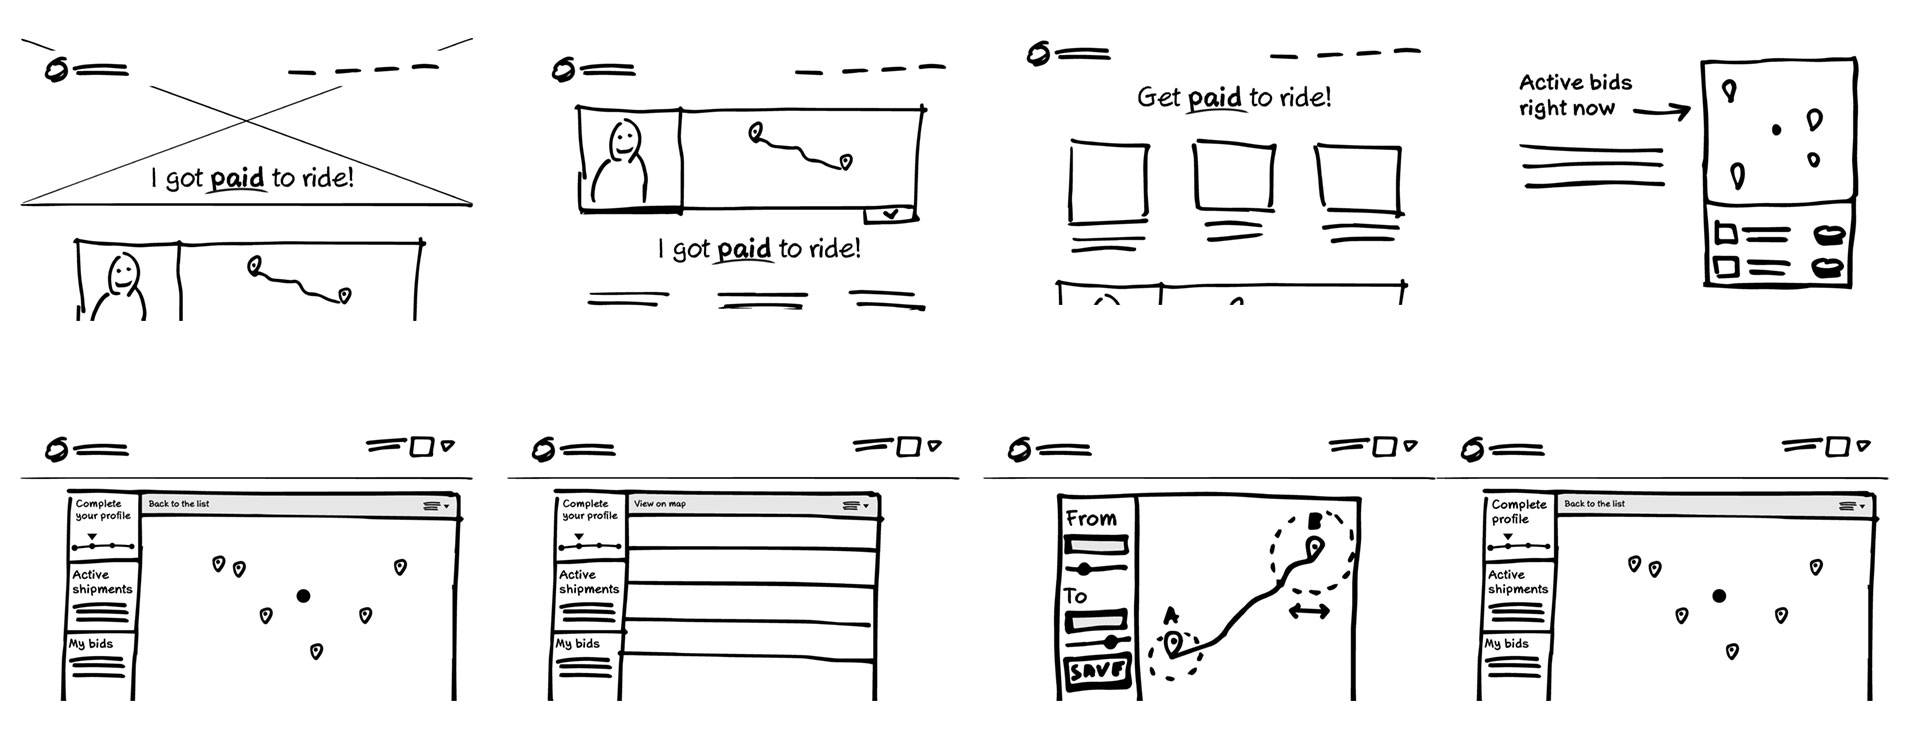 I got paid to ride!
I got paid to ride!
Get paid to ride!
Active bids
right now
Complete
your profile
Back to the list
Active
shipments
My bids
Complete
your profile
View on map
Active
shipments
My bids
From
To
SAVE
A
B
Complete
profile
Back to the list
Active
shipments
My bids